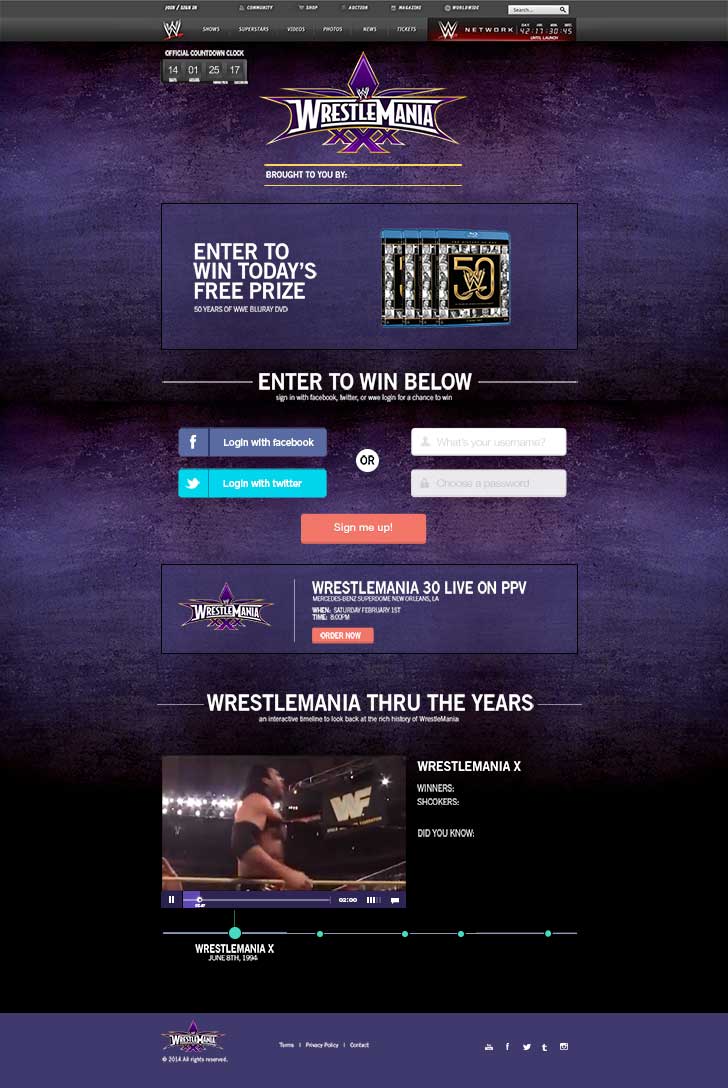 JOIN / SIGN IN
COMMUNITY
SHOP
AUCTION
MAGAZINE
WORLDWIDE
Search...
W
SHOWS
SUPERSTARS
VIDEOS
PHOTOS
NEWS
TICKETS
W NETWORK
42:17:30:45
UNTIL LAUNCH
OFFICIAL COUNTDOWN CLOCK
14 01 25 17
WRESTLEMANIA
XXX
BROUGHT TO YOU BY:
ENTER TO
WIN TODAY'S
FREE PRIZE
50 YEARS OF WWE BLURAY DVD
50
ENTER TO WIN BELOW
sign in with facebook, twitter, or wwe login for a chance to win
f Login with facebook
Login with twitter
OR
What's your username?
Choose a password
Sign me up!
WRESTLEMANIA
XXX
WRESTLEMANIA 30 LIVE ON PPV
MERCEDES-BENZ SUPERDOME NEW ORLEANS, LA
WHEN: SATURDAY FEBRUARY 1ST
TIME: 8:00PM
ORDER NOW
WRESTLEMANIA THRU THE YEARS
an interactive timeline to look back at the rich history of WrestleMania
WF
WRESTLEMANIA X
WINNERS:
SHOOKERS:
DID YOU KNOW:
02:00
WRESTLEMANIA X
JUNE 8TH, 1994
WRESTLEMANIA
XXX
© 2014 All rights reserved.
Terms | Privacy Policy | Contact